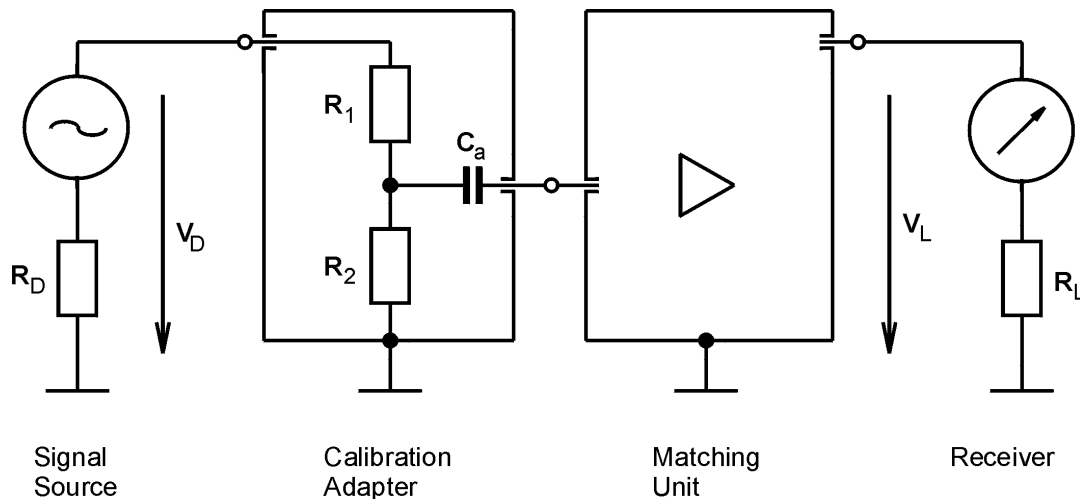 R1
Ca
VD
R2
RD
VL
RL
Signal
Source
Calibration
Adapter
Matching
Unit
Receiver